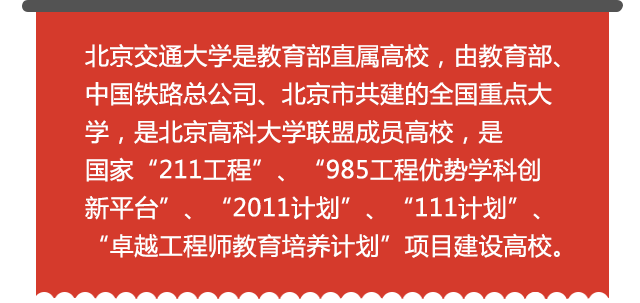 北京交通大学是教育部直属高校，由教育部、
中国铁路总公司、北京市共建的全国重点大
学，是北京高科大学联盟成员高校，是
国家“211工程”、“985工程优势学科创
新平台”、“2011计划”、“111计划”、
“卓越工程师教育培养计划”项目建设高校。